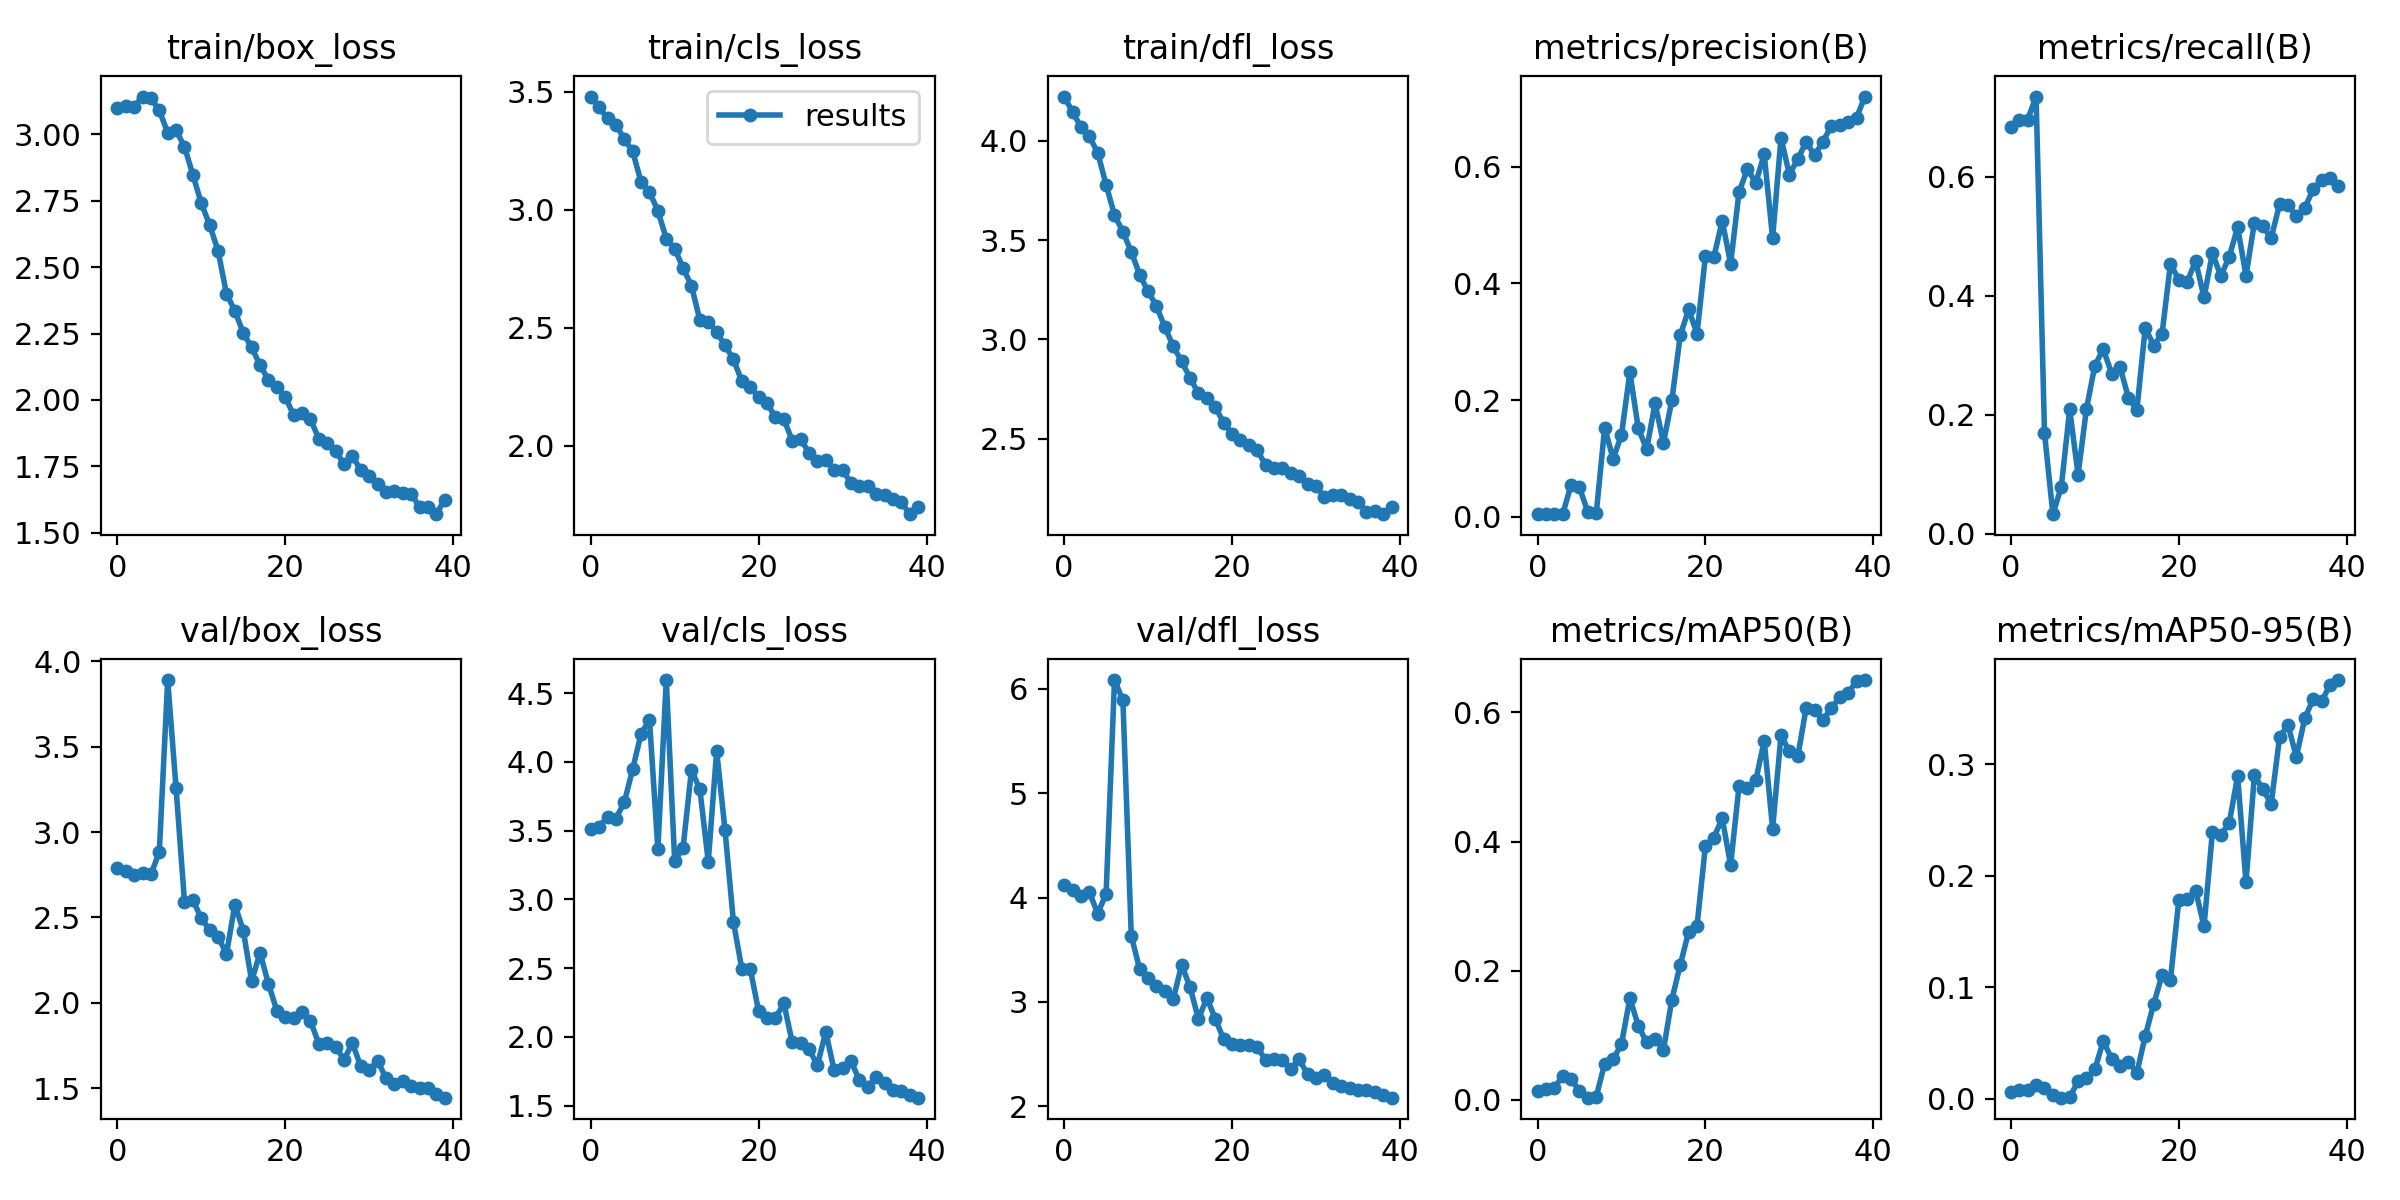 train/box_loss
train/cls_loss
train/dfl_loss
metrics/precision(B)
metrics/recall(B)
results
3.00
2.75
2.50
2.25
2.00
1.75
1.50
0 20 40
3.5
3.0
2.5
2.0
0 20 40
4.0
3.5
3.0
2.5
0 20 40
0.6
0.4
0.2
0.0
0 20 40
0.6
0.4
0.2
0.0
0 20 40
val/box_loss
val/cls_loss
val/dfl_loss
metrics/mAP50(B)
metrics/mAP50-95(B)
4.0
3.5
3.0
2.5
2.0
1.5
0 20 40
4.5
4.0
3.5
3.0
2.5
2.0
1.5
0 20 40
6
5
4
3
2
0 20 40
0.6
0.4
0.2
0.0
0 20 40
0.3
0.2
0.1
0.0
0 20 40